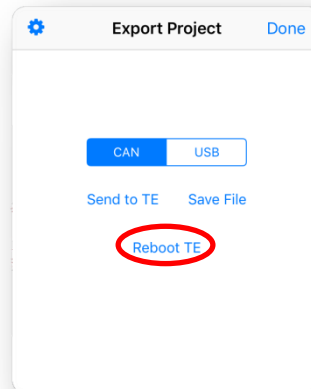 Export Project Done
CAN USB
Send to TE Save File
Reboot TE